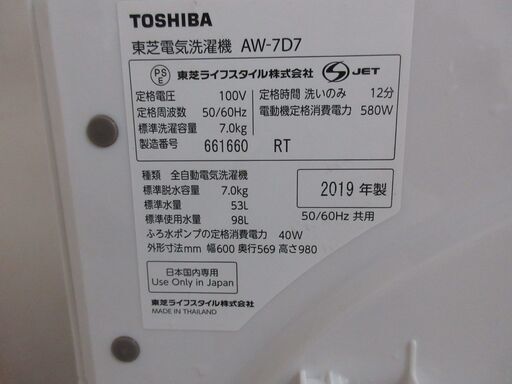 TOSHIBA
東芝電気洗濯機 AW-7D7
PS E 東芝ライフスタイル株式会社 S JET
定格電圧 100V
定格周波数 50/60Hz
標準洗濯容量 7.0kg
製造番号 661660 RT
定格時間 洗いのみ 12分
電動機定格消費電力 580W
種類 全自動電気洗濯機
標準脱水容量 7.0kg
標準水量 53L
標準使用水量 98L
ふろ水ポンプの定格消費電力 40W
外形寸法mm 幅600 奥行569 高さ980
2019 年製
50/60Hz 共用
日本国内専用
Use Only in Japan
東芝ライフスタイル株式会社
MADE IN THAILAND